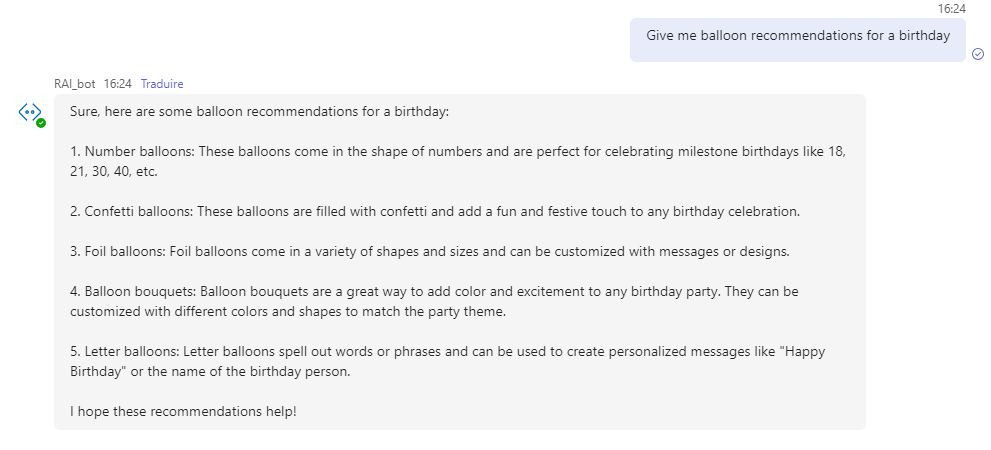 16:24
Give me balloon recommendations for a birthday
RAI_bot 16:24 Traduire
Sure, here are some balloon recommendations for a birthday:
1. Number balloons: These balloons come in the shape of numbers and are perfect for celebrating milestone birthdays like 18,
21, 30, 40, etc.
2. Confetti balloons: These balloons are filled with confetti and add a fun and festive touch to any birthday celebration.
3. Foil balloons: Foil balloons come in a variety of shapes and sizes and can be customized with messages or designs.
4. Balloon bouquets: Balloon bouquets are a great way to add color and excitement to any birthday party. They can be
customized with different colors and shapes to match the party theme.
5. Letter balloons: Letter balloons spell out words or phrases and can be used to create personalized messages like "Happy
Birthday" or the name of the birthday person.
I hope these recommendations help!